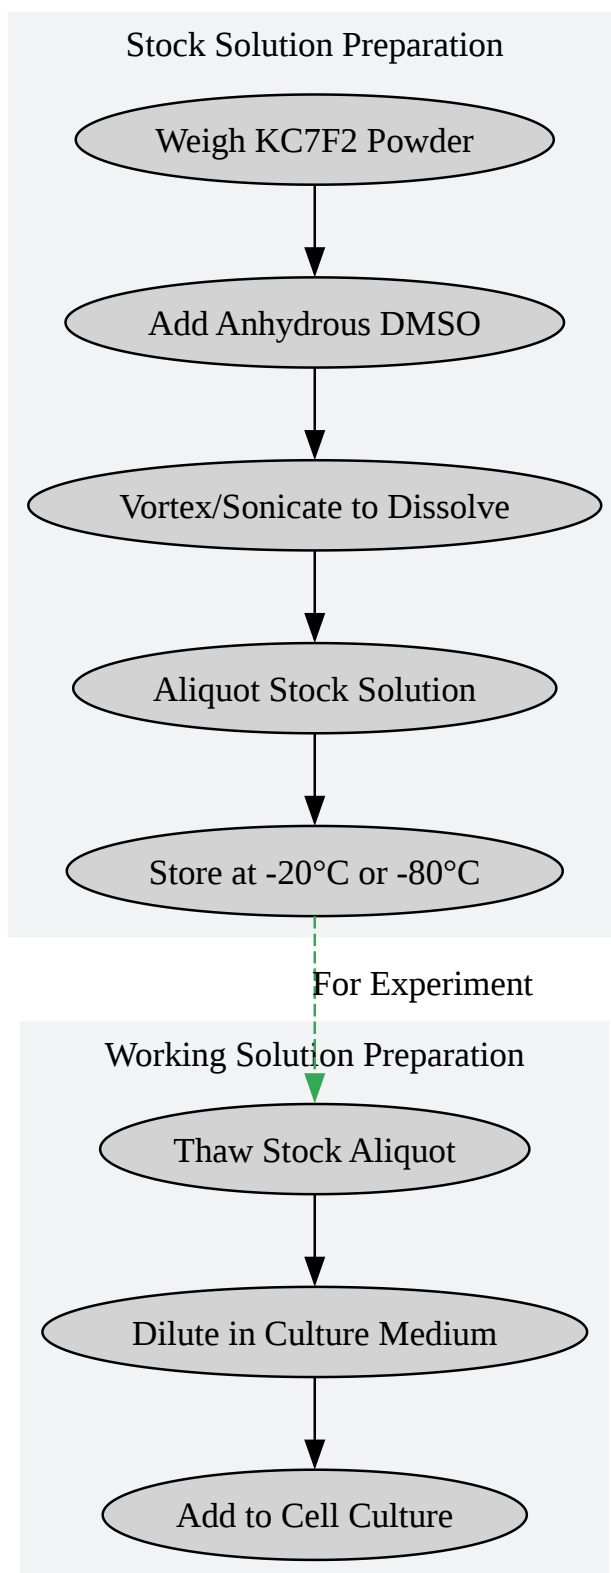 Stock Solution Preparation
Weigh KC7F2 Powder
Add Anhydrous DMSO
Vortex/Sonicate to Dissolve
Aliquot Stock Solution
Store at -20°C or -80°C
For Experiment
Working Solution Preparation
Thaw Stock Aliquot
Dilute in Culture Medium
Add to Cell Culture